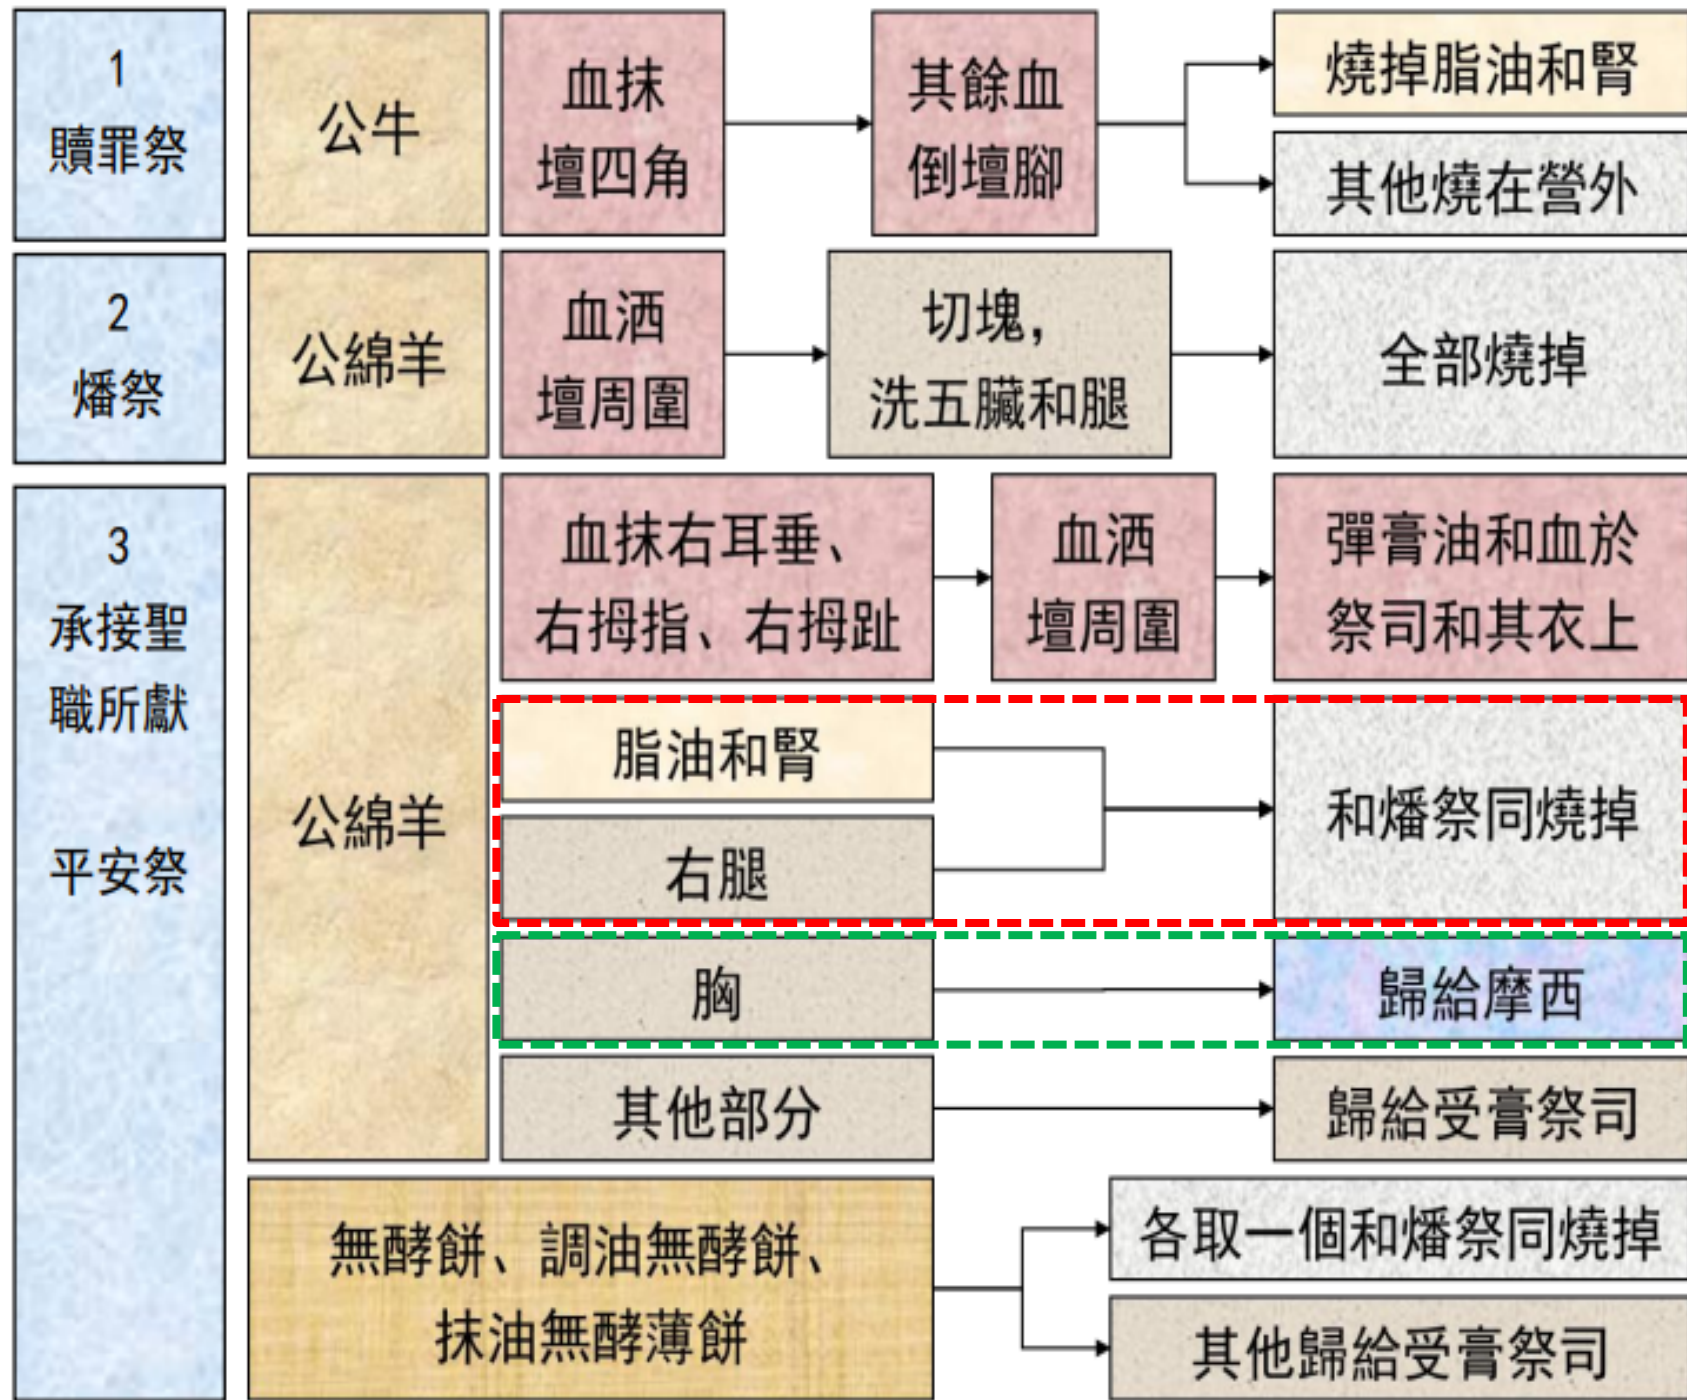 1
贖罪祭
公牛
血抹
壇四角
其餘血
倒壇腳
燒掉脂油和腎
其他燒在營外
2
燔祭
公綿羊
血洒
壇周圍
切塊，
洗五臟和腿
全部燒掉
3
承接聖
職所獻
平安祭
公綿羊
血抹右耳垂、
右拇指、右拇趾
血洒
壇周圍
彈膏油和血於
祭司和其衣上
脂油和腎
右腿
和燔祭同燒掉
胸
歸給摩西
其他部分
歸給受膏祭司
無酵餅、調油無酵餅、
抹油無酵薄餅
各取一個和燔祭同燒掉
其他歸給受膏祭司